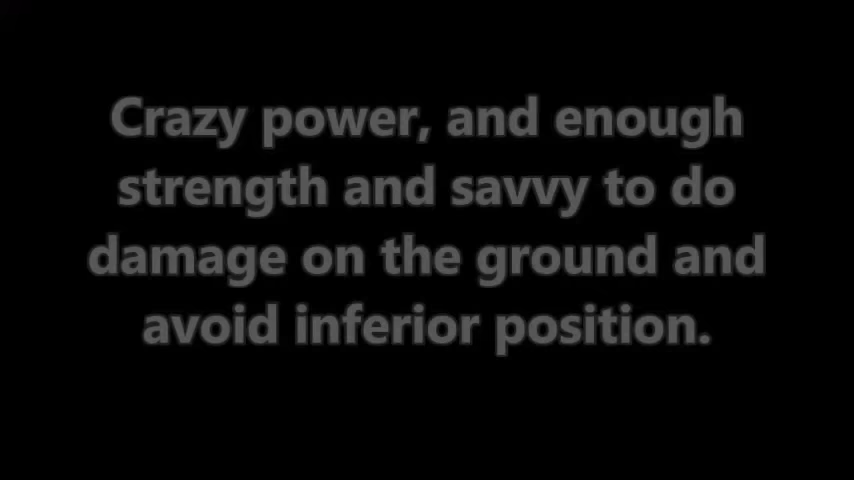 Crazy power, and enough
strength and savvy to do
damage on the ground and
avoid inferior position.